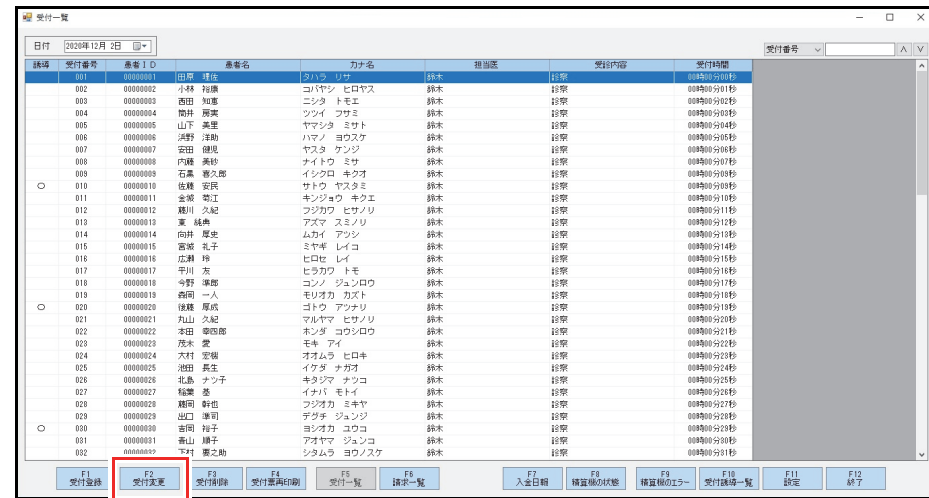 受付一覧
日付 2020年12月 2日
受付番号
誘導 受付番号 患者ＩＤ 患者名 カナ名 担当医 受診内容 受付時間
001 00000001 田原 理佐 タハラ リサ 鈴木 診察 00時00分00秒
002 00000002 小林 裕康 コバヤシ ヒロヤス 鈴木 診察 00時00分01秒
003 00000003 西田 知恵 ニシタ トモエ 鈴木 診察 00時00分02秒
004 00000004 筒井 房実 ツツイ フサミ 鈴木 診察 00時00分03秒
005 00000005 山下 美里 ヤマシタ ミサト 鈴木 診察 00時00分04秒
006 00000006 浜野 洋助 ハマノ ヨウスケ 鈴木 診察 00時00分05秒
007 00000007 安田 健児 ヤスタ ケンジ 鈴木 診察 00時00分06秒
008 00000008 内藤 美砂 ナイトウ ミサ 鈴木 診察 00時00分07秒
009 00000009 石黒 喜久郎 イシクロ キクオ 鈴木 診察 00時00分09秒
○ 010 00000010 佐藤 安民 サトウ ヤスタミ 鈴木 診察 00時00分09秒
011 00000011 金城 菊江 キンジョウ キクエ 鈴木 診察 00時00分10秒
012 00000012 藤川 久紀 フジカワ ヒサノリ 鈴木 診察 00時00分11秒
013 00000013 東 純典 アズマ スミノリ 鈴木 診察 00時00分12秒
014 00000014 向井 厚史 ムカイ アツシ 鈴木 診察 00時00分13秒
015 00000015 宮城 礼子 ミヤギ レイコ 鈴木 診察 00時00分14秒
016 00000016 広瀬 玲 ヒロセ レイ 鈴木 診察 00時00分15秒
017 00000017 平川 友 ヒラカワ トモ 鈴木 診察 00時00分16秒
018 00000018 今野 準郎 コンノ ジュンロウ 鈴木 診察 00時00分17秒
019 00000019 森岡 一人 モリオカ カズト 鈴木 診察 00時00分18秒
○ 020 00000020 後藤 厚成 ゴトウ アツナリ 鈴木 診察 00時00分19秒
021 00000021 丸山 久紀 マルヤマ ヒサノリ 鈴木 診察 00時00分20秒
022 00000022 本田 幸四郎 ホンダ コウシロウ 鈴木 診察 00時00分21秒
023 00000023 茂木 愛 モキ アイ 鈴木 診察 00時00分22秒
024 00000024 大村 宏樹 オオムラ ヒロキ 鈴木 診察 00時00分23秒
025 00000025 池田 長生 イケダ ナガオ 鈴木 診察 00時00分24秒
026 00000026 北島 ナツ子 キタジマ ナツコ 鈴木 診察 00時00分25秒
027 00000027 稲葉 基 イナバ モトイ 鈴木 診察 00時00分26秒
028 00000028 藤岡 幹也 フジオカ ミキヤ 鈴木 診察 00時00分27秒
029 00000029 出口 準司 デグチ ジュンジ 鈴木 診察 00時00分28秒
○ 030 00000030 吉岡 裕子 ヨシオカ ユウコ 鈴木 診察 00時00分29秒
031 00000031 青山 順子 アオヤマ ジュンコ 鈴木 診察 00時00分30秒
032 00000032 下村 要之助 シタムラ ヨウノスケ 鈴木 診察 00時00分31秒
F1 F2 F3 F4 F5 F6 F7 F8 F9 F10 F11 F12
受付登録 受付変更 受付削除 受付票再印刷 受付一覧 請求一覧 入金日報 精算機の状態 精算機のエラー 受付誘導一覧 設定 終了